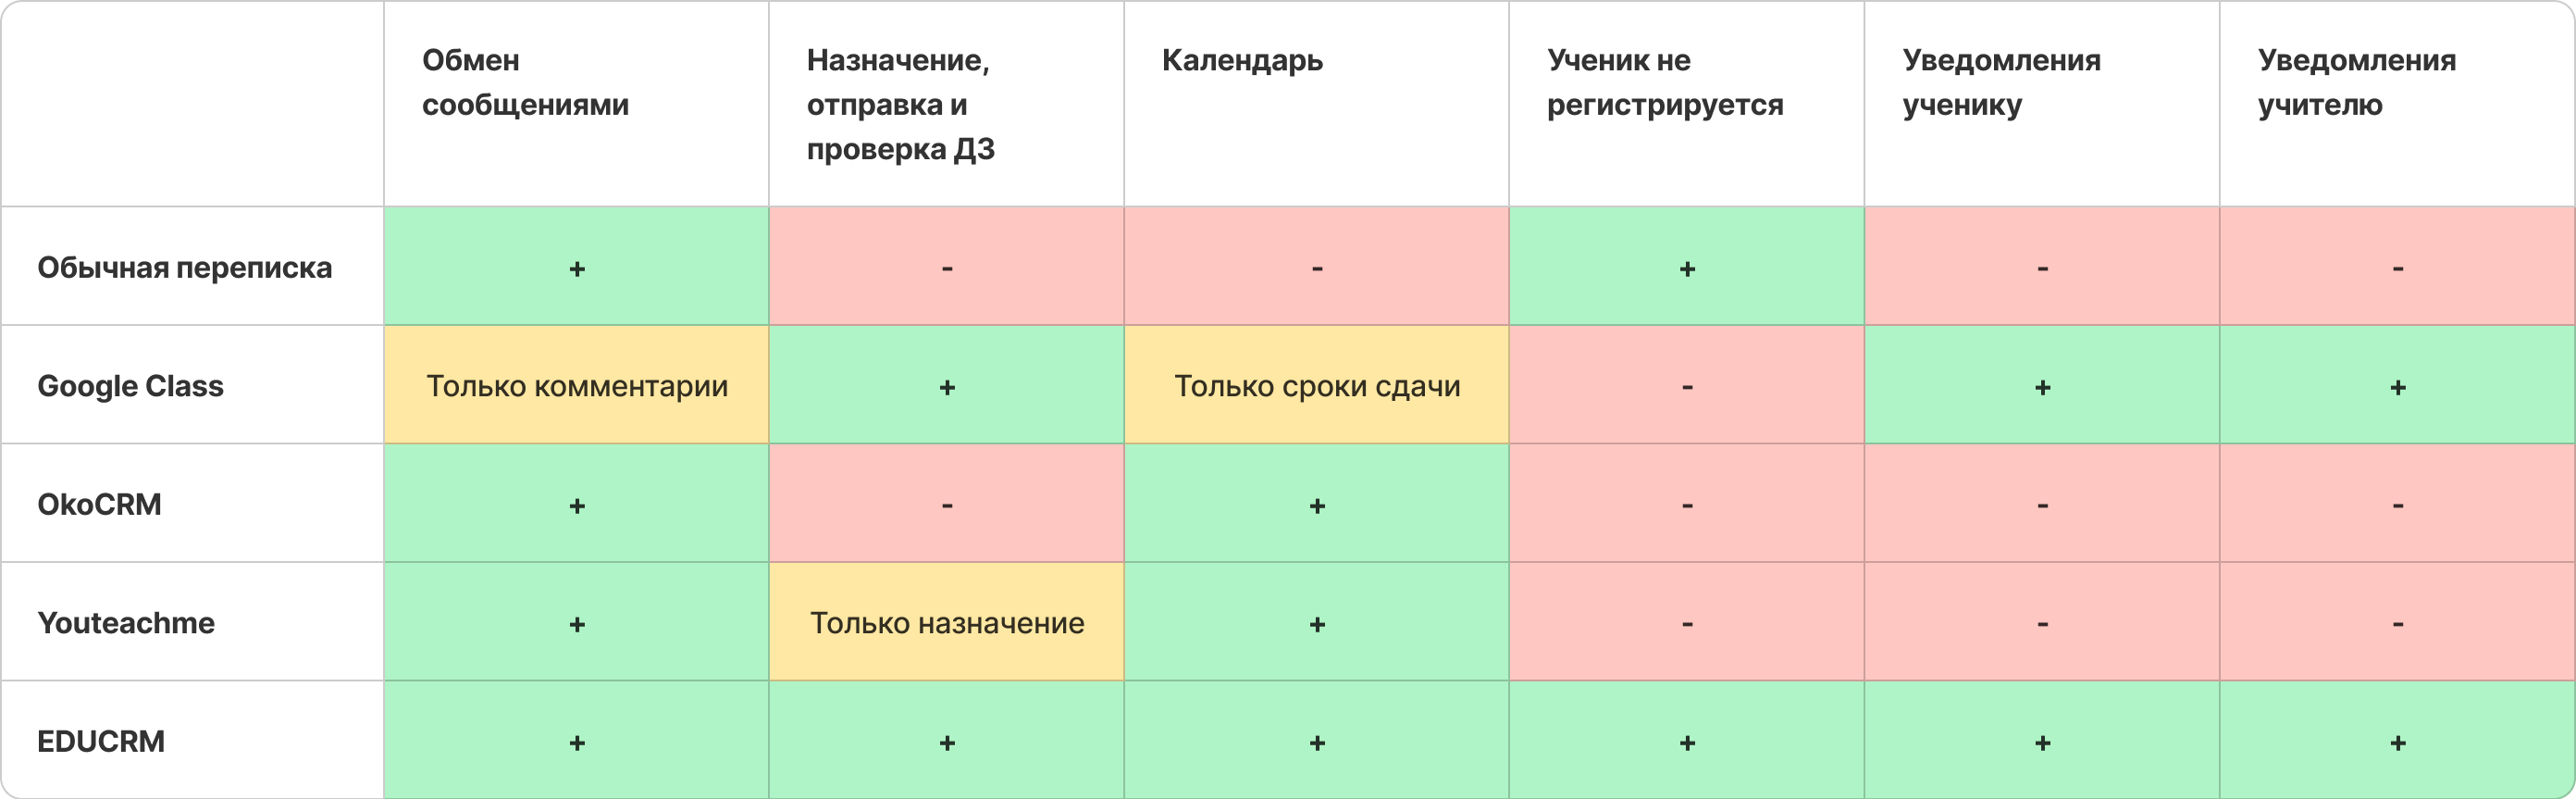 Обмен
сообщениями
Назначение,
отправка и
проверка ДЗ
Календарь
Ученик не
регистрируется
Уведомления
ученику
Уведомления
учителю
Обычная переписка + - - + - -
Google Class Только комментарии + Только сроки сдачи - + +
OkoCRM + - + - - -
Youteachme + Только назначение + - - -
EDUCRM + + + + + +